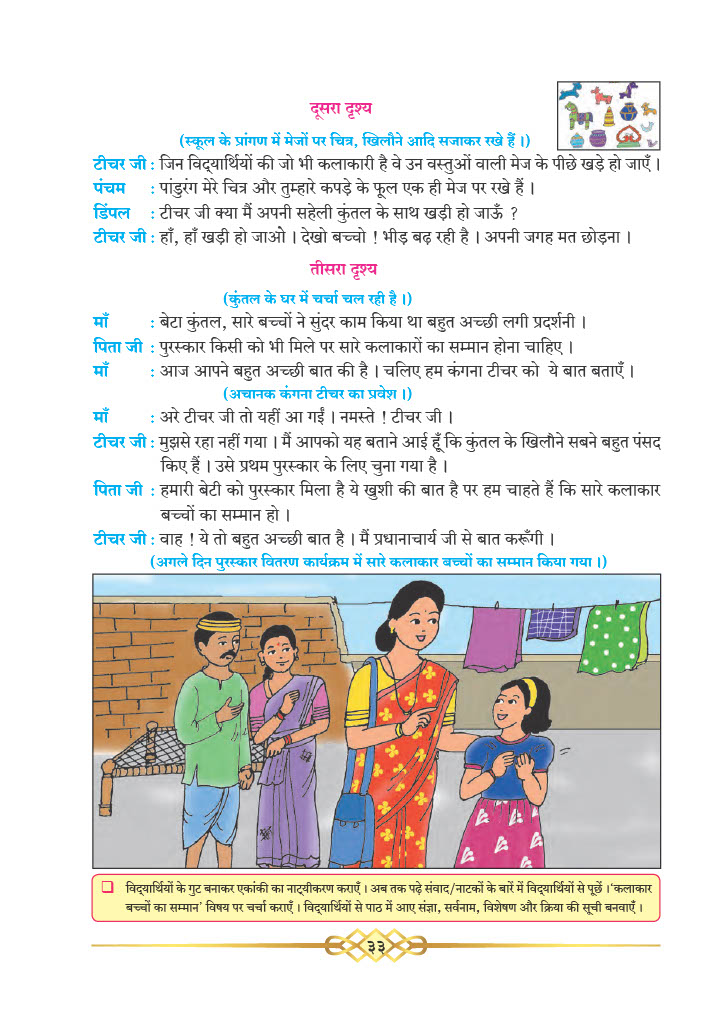 दूसरा दृश्य
(स्कूल के प्रांगण में मेजों पर चित्र, खिलौने आदि सजाकर रखे हैं ।)
टीचर जी : जिन विद्यार्थियों की जो भी कलाकारी है वे उन वस्तुओं वाली मेज के पीछे खड़े हो जाएँ ।
पंचम : पांडुरंग मेरे चित्र और तुम्हारे कपड़े के फूल एक ही मेज पर रखे हैं ।
डिंपल : टीचर जी क्या मैं अपनी सहेली कुंतल के साथ खड़ी हो जाऊँ ?
टीचर जी : हाँ, हाँ खड़ी हो जाओ । देखो बच्चो ! भीड़ बढ़ रही है । अपनी जगह मत छोड़ना ।
तीसरा दृश्य
(कुंतल के घर में चर्चा चल रही है ।)
माँ : बेटा कुंतल, सारे बच्चों ने सुंदर काम किया था बहुत अच्छी लगी प्रदर्शनी ।
पिता जी : पुरस्कार किसी को भी मिले पर सारे कलाकारों का सम्मान होना चाहिए ।
माँ : आज आपने बहुत अच्छी बात की है । चलिए हम कंगना टीचर को ये बात बताएँ ।
(अचानक कंगना टीचर का प्रवेश ।)
माँ : अरे टीचर जी तो यहीं आ गईं । नमस्ते ! टीचर जी ।
टीचर जी : मुझसे रहा नहीं गया । मैं आपको यह बताने आई हूँ कि कुंतल के खिलौने सबने बहुत पंसद
किए हैं । उसे प्रथम पुरस्कार के लिए चुना गया है ।
पिता जी : हमारी बेटी को पुरस्कार मिला है ये खुशी की बात है पर हम चाहते हैं कि सारे कलाकार
बच्चों का सम्मान हो ।
टीचर जी : वाह ! ये तो बहुत अच्छी बात है । मैं प्रधानाचार्य जी से बात करूँगी ।
(अगले दिन पुरस्कार वितरण कार्यक्रम में सारे कलाकार बच्चों का सम्मान किया गया ।)
❑ विद्यार्थियों के गुट बनाकर एकांकी का नाट्यीकरण कराएँ । अब तक पढ़े संवाद/नाटकों के बारें में विद्यार्थियों से पूछें । 'कलाकार
बच्चों का सम्मान' विषय पर चर्चा कराएँ । विद्यार्थियों से पाठ में आए संज्ञा, सर्वनाम, विशेषण और क्रिया की सूची बनवाएँ ।
३३